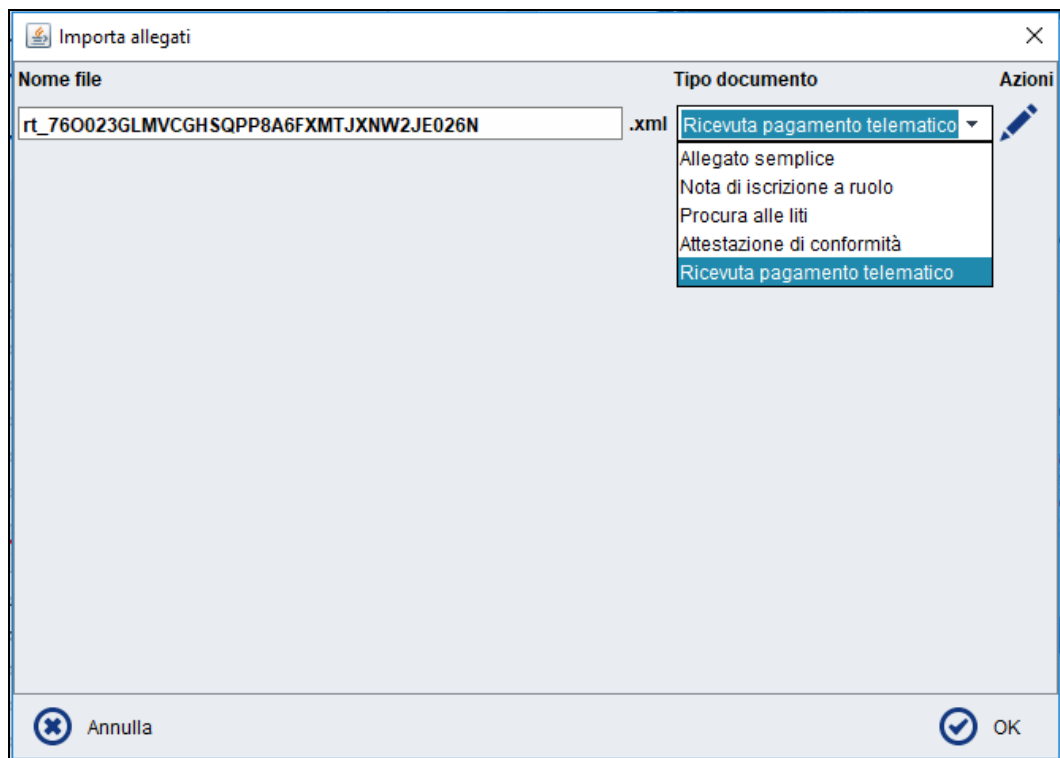 Importa allegati
Nome file Tipo documento Azioni
rt_76O023GLMVCGHSQPP8A6FXMTJXNW2JE026N .xml Ricevuta pagamento telematico
Allegato semplice
Nota di iscrizione a ruolo
Procura alle liti
Attestazione di conformità
Ricevuta pagamento telematico
Annulla OK